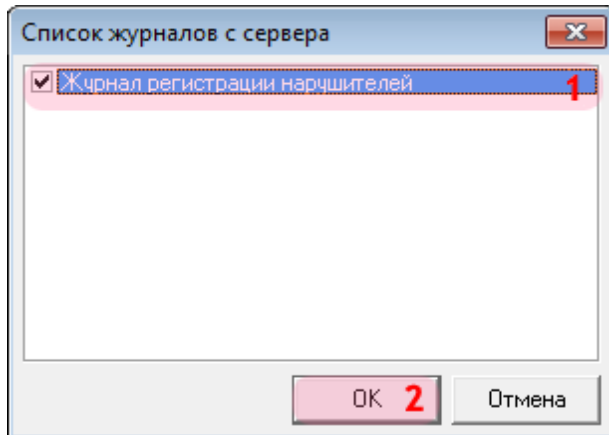 Список журналов с сервера
Журнал регистрации нарушителей 1
OK 2 Отмена